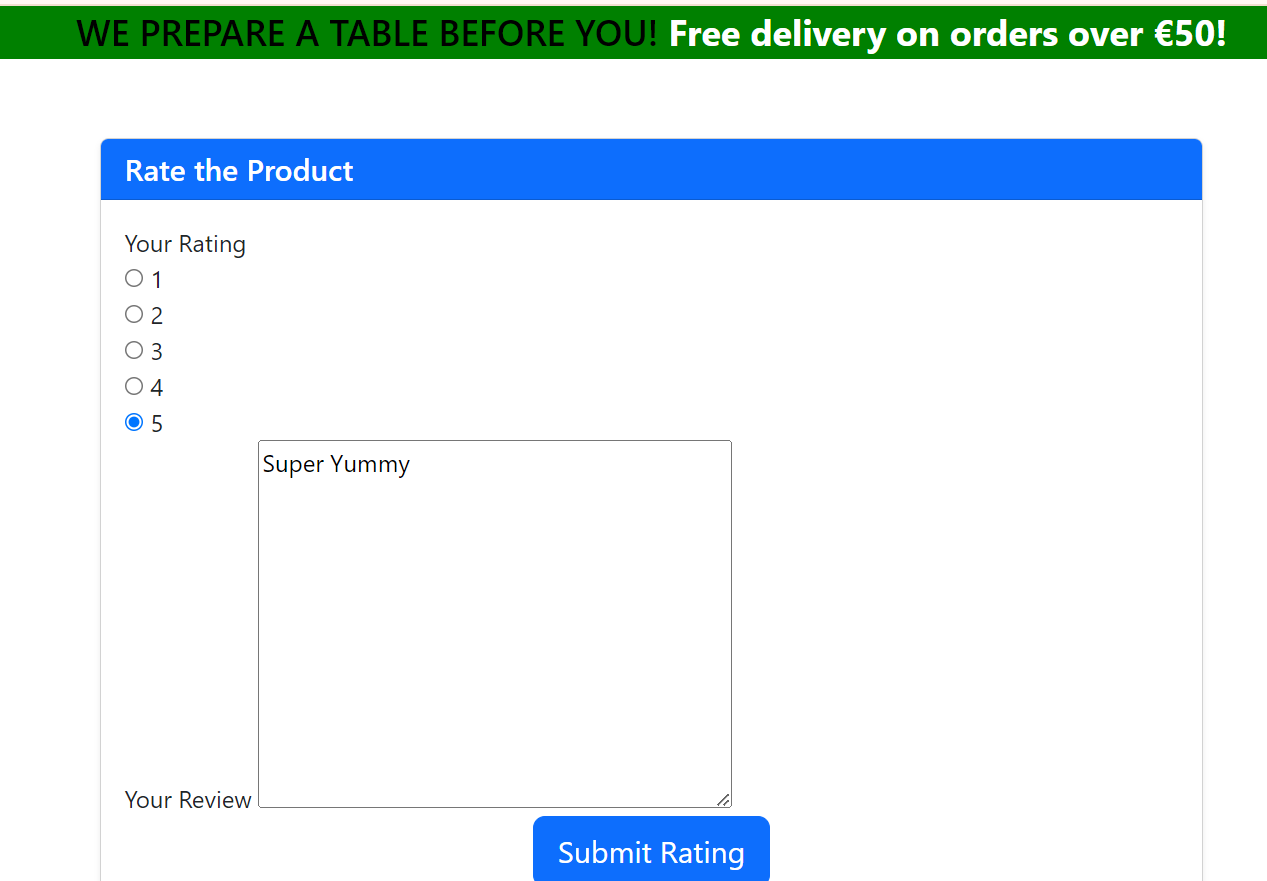 WE PREPARE A TABLE BEFORE YOU! Free delivery on orders over €50!
Rate the Product
Your Rating
1
2
3
4
5
Super Yummy
Your Review
Submit Rating